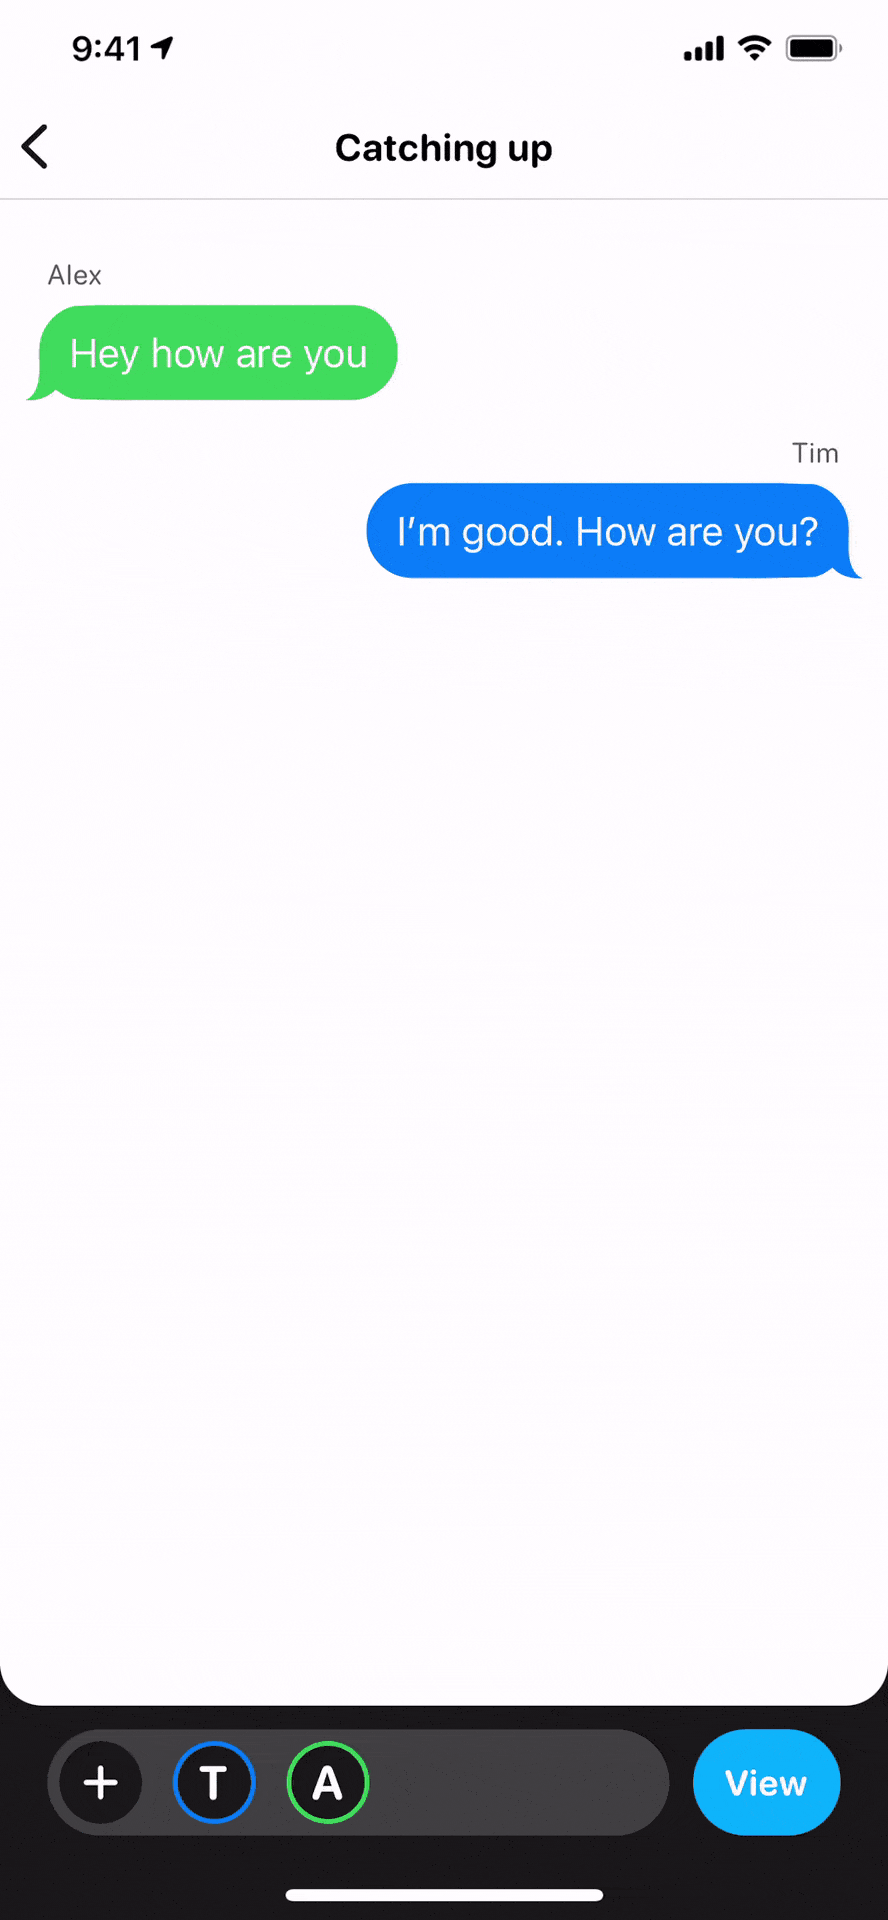 9:41
Catching up
Alex
Hey how are you
Tim
I’m good. How are you?
T
A
View